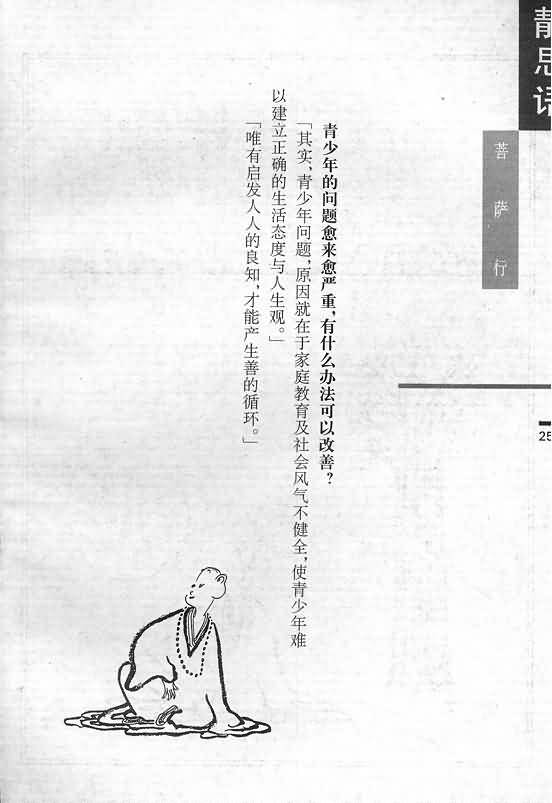 静思语
菩萨行
25
青少年的问题愈来愈严重，有什么办法可以改善？
「其实，青少年问题，原因就在于家庭教育及社会风气不健全，使青少年难
以建立正确的生活态度与人生观。」
「唯有启发人人的良知，才能产生善的循环。」